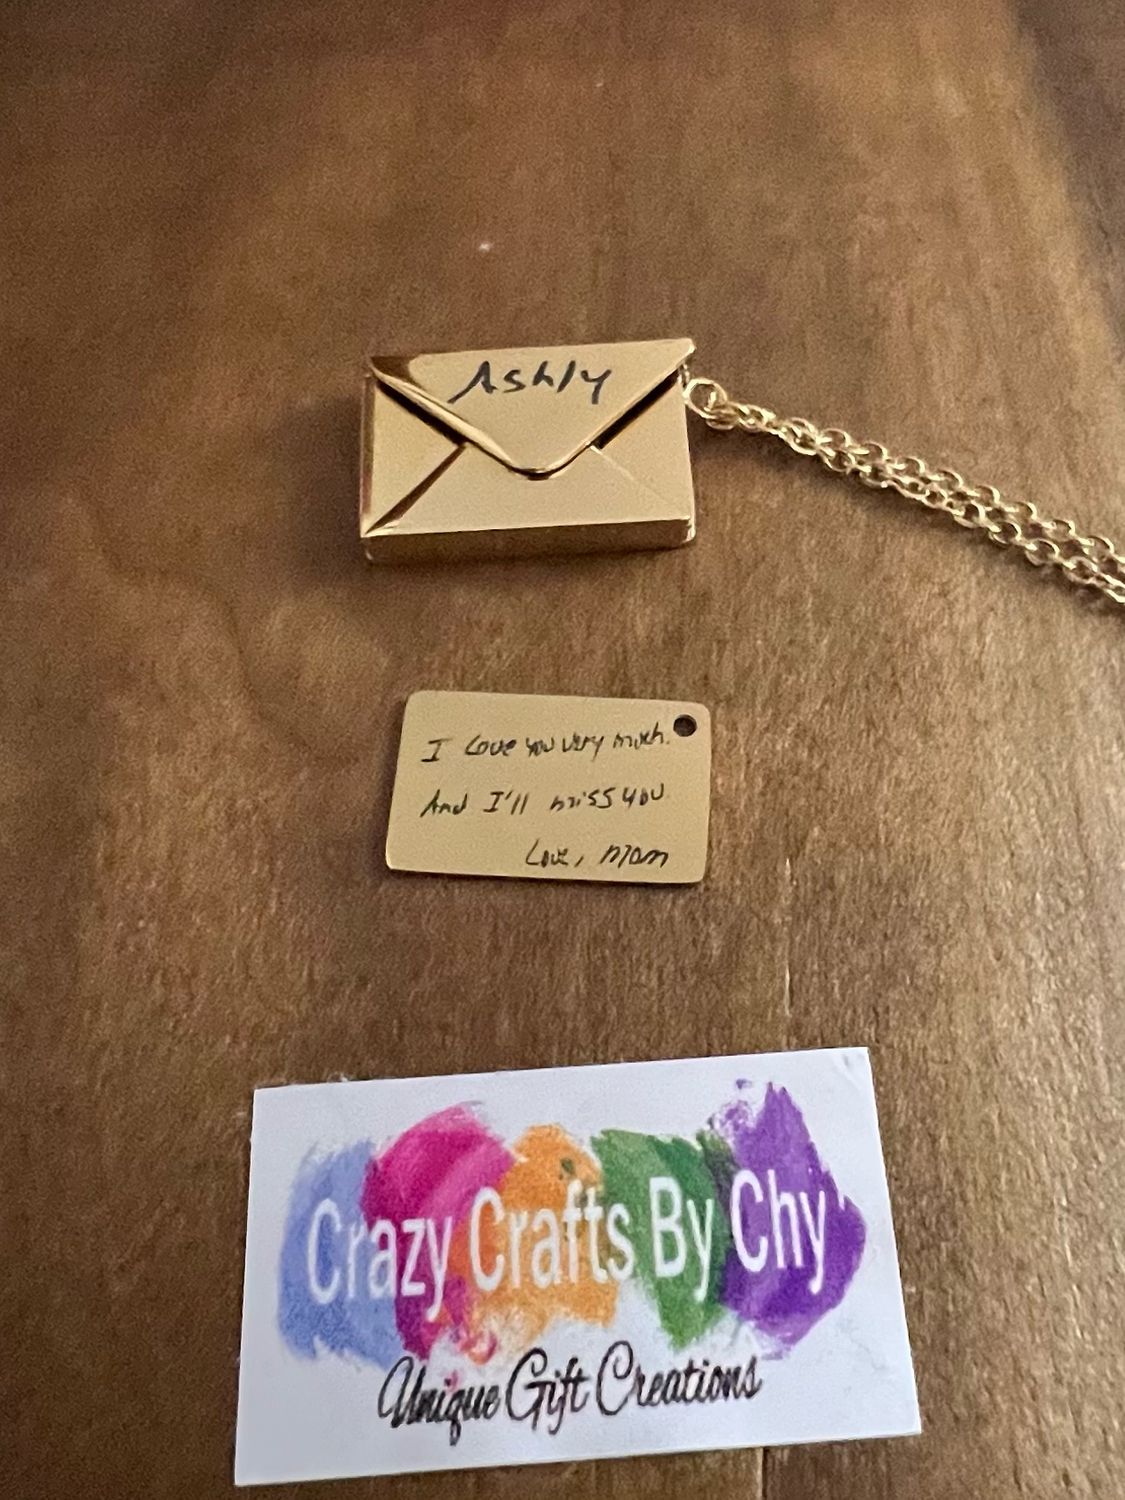 Ashly
I Love you very much.
And I'll miss you.
Love, Mom
Crazy Crafts By Chy
Unique Gift Creations